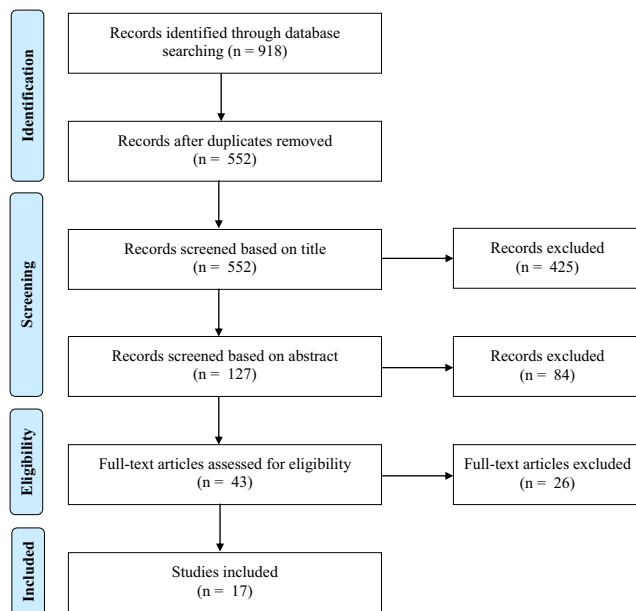 Identification
Records identified through database
searching (n = 918)
Records after duplicates removed
(n = 552)
Screening
Records screened based on title
(n = 552)
Records excluded
(n = 425)
Records screened based on abstract
(n = 127)
Records excluded
(n = 84)
Eligibility
Full-text articles assessed for eligibility
(n = 43)
Full-text articles excluded
(n = 26)
Included
Studies included
(n = 17)